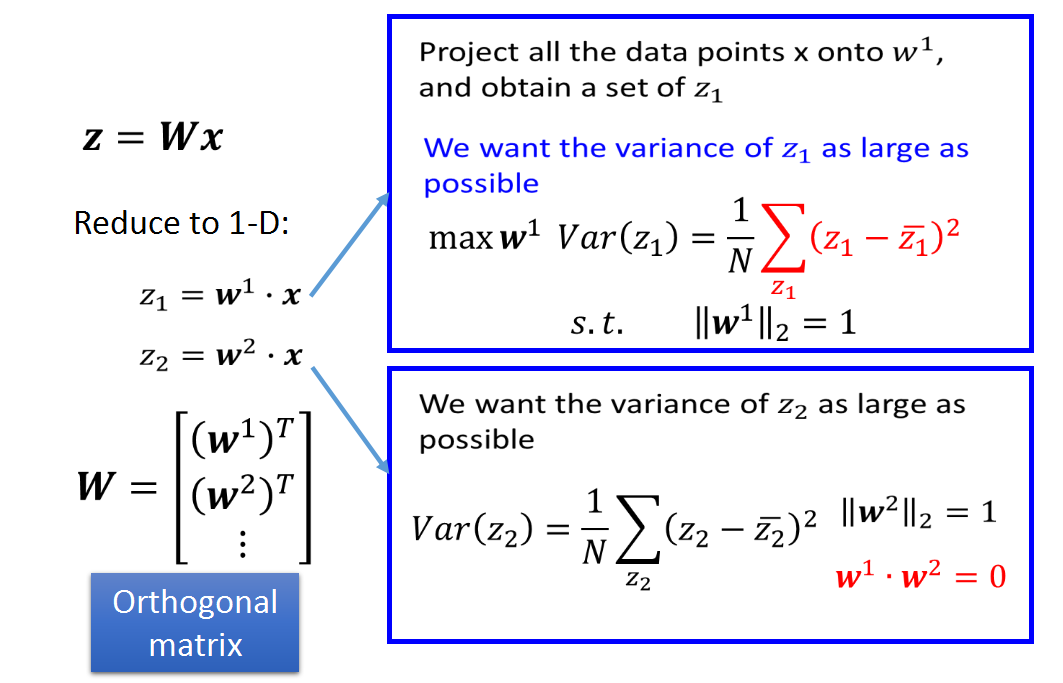 z = Wx
Reduce to 1-D:
z₁ = w¹ · x
z₂ = w² · x
W = [(w¹)ᵀ
(w²)ᵀ
⋮]
Orthogonal
matrix
Project all the data points x onto w¹,
and obtain a set of z₁
We want the variance of z₁ as large as
possible
max w¹ Var(z₁) = 1/N ∑_{z₁} (z₁ − z̅₁)²
s.t. ‖w¹‖₂ = 1
We want the variance of z₂ as large as
possible
Var(z₂) = 1/N ∑_{z₂} (z₂ − z̅₂)² ‖w²‖₂ = 1
w¹ · w² = 0